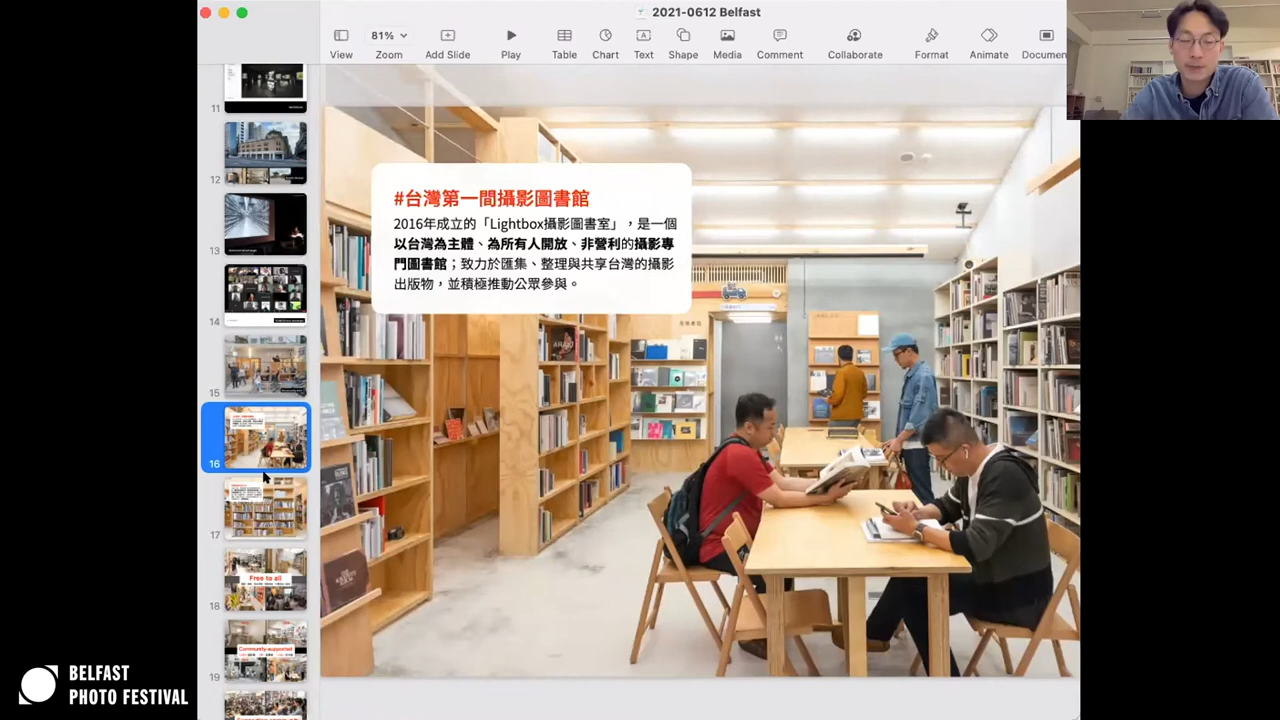 2021-0612 Belfast
View
81%
Zoom
Add Slide
Play
Table
Chart
Text
Shape
Media
Comment
Collaborate
Format
Animate
Documen
11
12
13
14
15
16
17
18
Free to all
19
Community-supported
#台灣第一間攝影圖書館
2016年成立的「Lightbox攝影圖書室」，是一個
以台灣為主體、為所有人開放、非營利的攝影專
門圖書館；致力於匯集、整理與共享台灣的攝影
出版物，並積極推動公眾參與。
ARAKI
BELFAST
PHOTO FESTIVAL